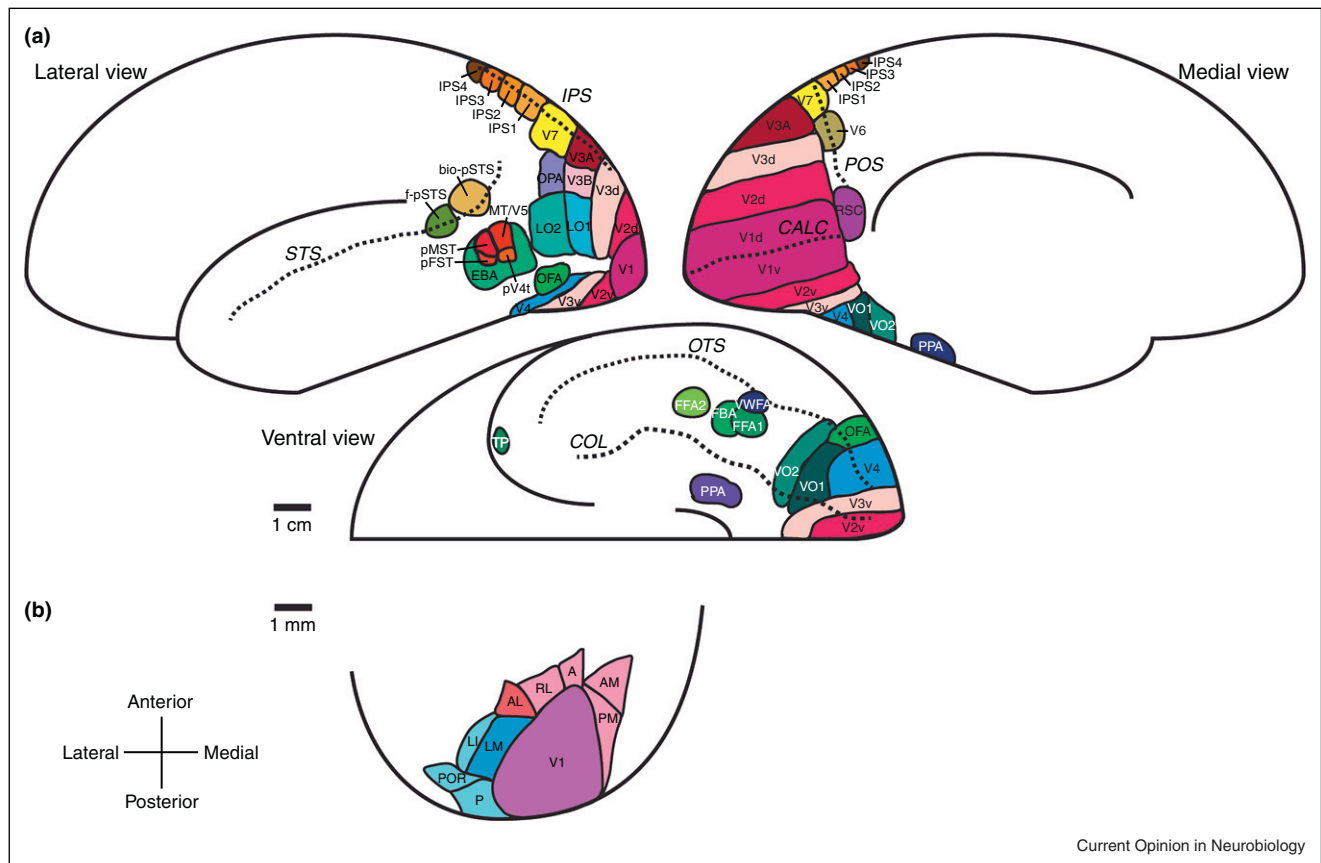 (a)
Lateral view
IPS4
IPS3
IPS2
IPS1
IPS
V7
V3A
OPA
V3B
V3d
bio-pSTS
f-pSTS
MT/V5
LO2
LO1
V2d
STS
pMST
pFST
EBA
pV4t
OFA
V1
V4
V3v
V2v
Medial view
IPS4
IPS3
IPS2
IPS1
V7
V3A
V6
V3d
POS
V2d
RSC
CALC
V1d
V1v
V2v
V3v
V4
VO1
VO2
PPA
Ventral view
OTS
FFA2
VWFA
FBA
FFA1
TP
COL
OFA
VO2
V4
VO1
PPA
V3v
V2v
1 cm
(b)
1 mm
Anterior
Lateral
Medial
Posterior
A
RL
AM
AL
PM
LI
LM
V1
POR
P
Current Opinion in Neurobiology